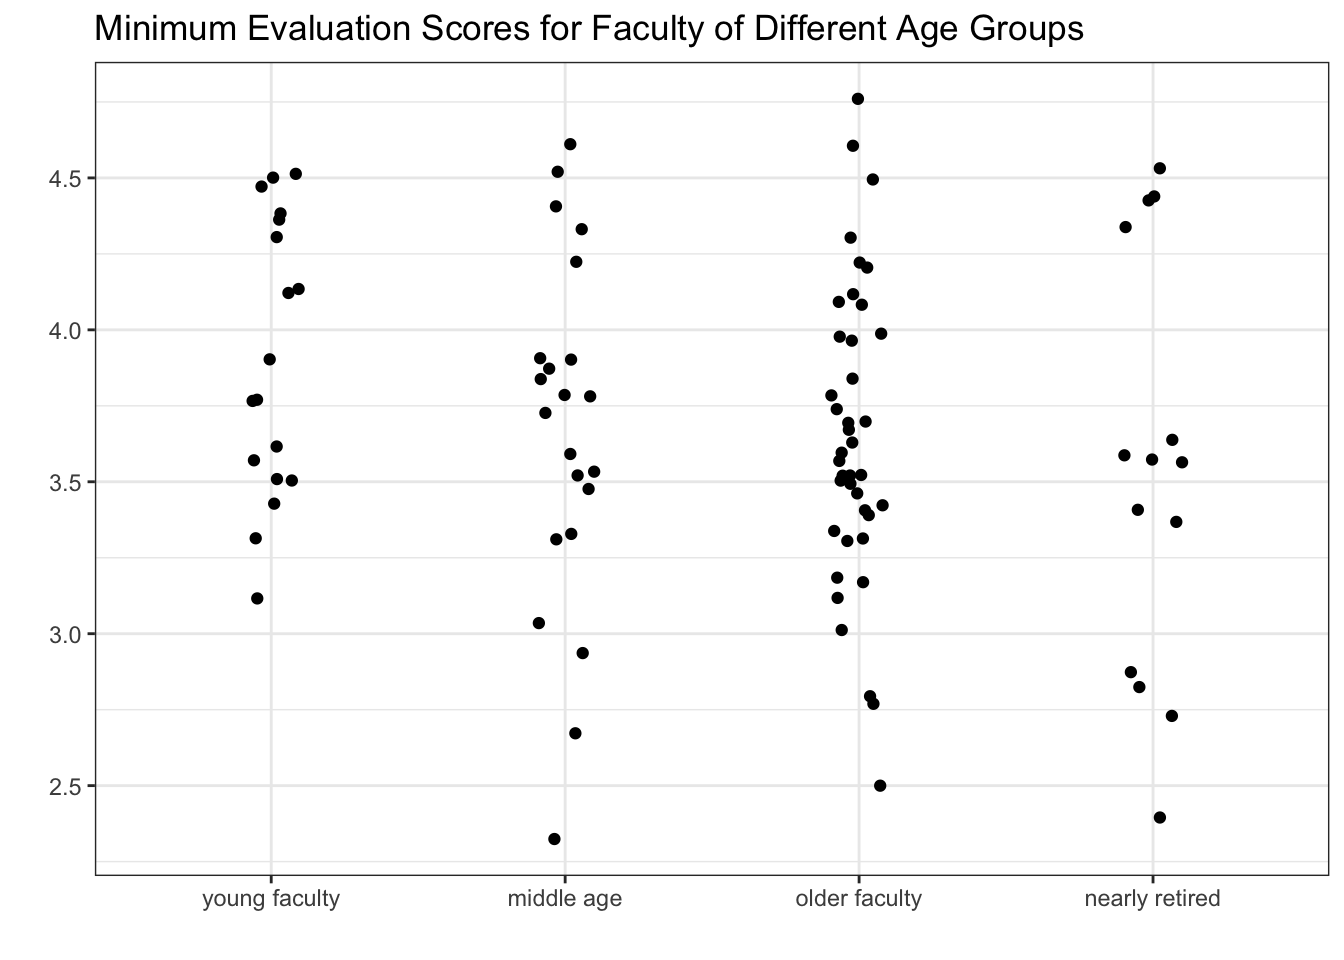 Minimum Evaluation Scores for Faculty of Different Age Groups
4.5
4.0
3.5
3.0
2.5
young faculty middle age older faculty nearly retired